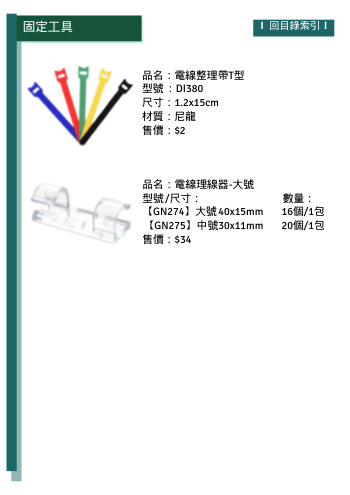 固定工具
I 回目錄索引 I
品名：電線整理帶T型
型號 ：DI380
尺寸：1.2x15cm
材質：尼龍
售價：$2
品名：電線理線器-大號
型號/尺寸： 數量：
【GN274】大號40x15mm 16個/1包
【GN275】中號30x11mm 20個/1包
售價：$34